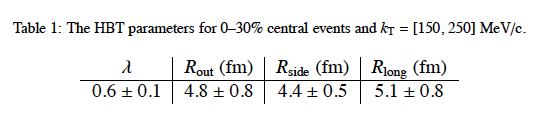 Table 1: The HBT parameters for 0–30% central events and kT = [150, 250] MeV/c.
λ Rout (fm) Rside (fm) Rlong (fm)
0.6 ± 0.1 4.8 ± 0.8 4.4 ± 0.5 5.1 ± 0.8